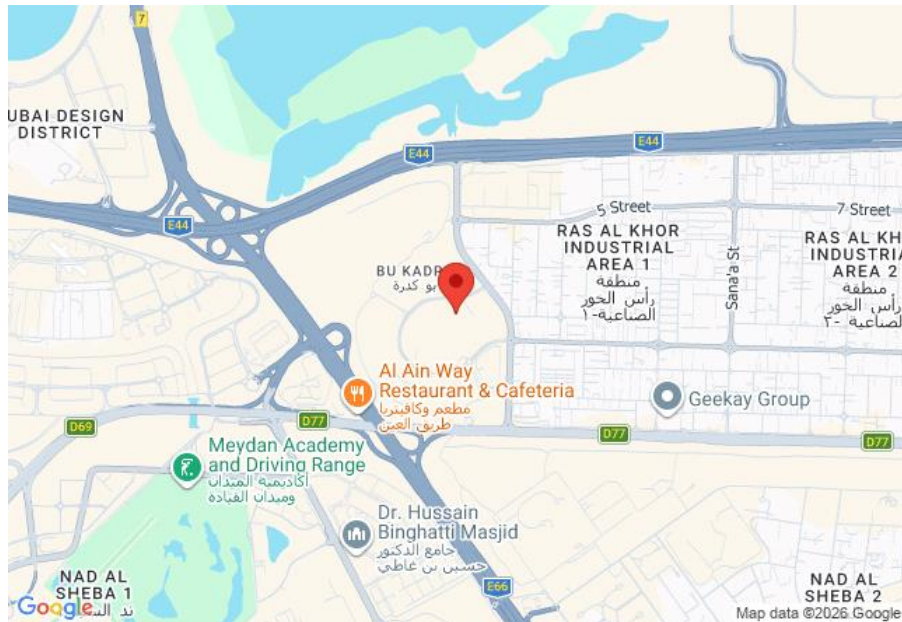 7
UBAI DESIGN
DISTRICT
E44
E44
E44
5 Street
7 Street
RAS AL KHOR
INDUSTRIAL
AREA 1
منطقة
رأس الخور
الصناعية-١
Sana'a St
RAS AL KH
INDUSTRIA
AREA 2
منطقة
رأس الخور
الصناعية -٢
BU KADR
بو كدرة
Al Ain Way
Restaurant & Cafeteria
مطعم وكافيتريا
طريق العين
Geekay Group
D69
D77
D77
D77
Meydan Academy
and Driving Range
أكاديمية الميدان
وميدان القيادة
Dr. Hussain
Binghatti Masjid
جامع الدكتور
حسين بن غاطي
NAD AL
SHEBA 1
ند الش
E66
NAD AL
SHEBA 2
Google
Map data ©2026 Google